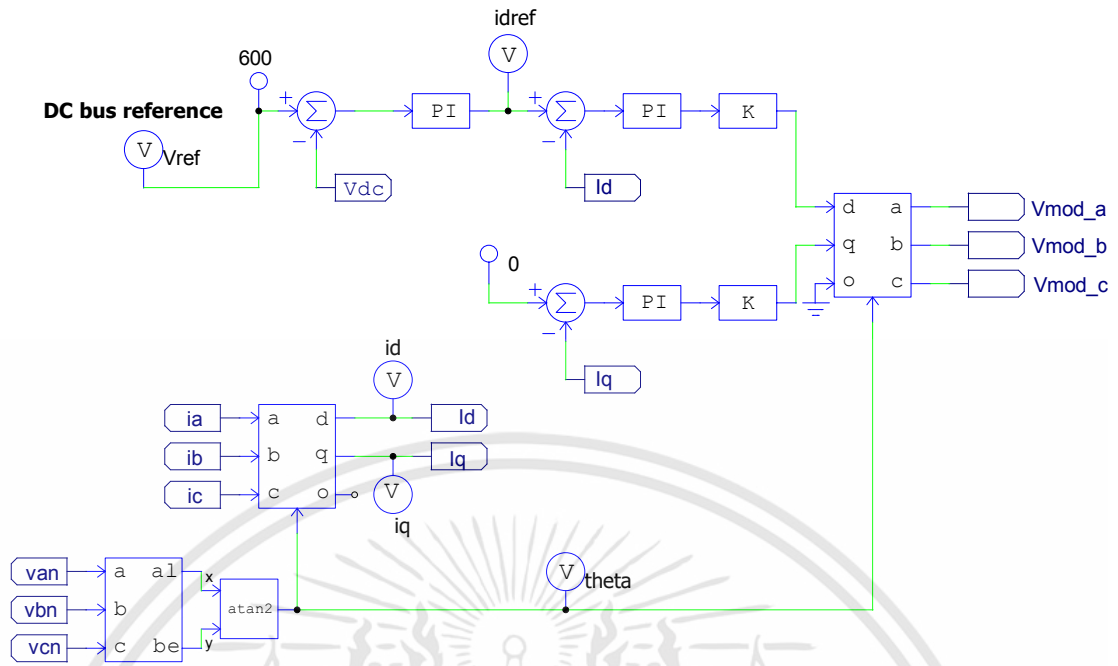 idref
V
600
DC bus reference
V
Vref
+
Σ
−
PI
+
Σ
−
PI
K
Vdc
Id
d a
q b
o c
Vmod_a
Vmod_b
Vmod_c
0
+
Σ
−
PI
K
Iq
id
V
ia
ib
ic
a d
b q
c o
Id
Iq
V
iq
van
vbn
vcn
a al
b
c be
x
y
atan2
V
theta